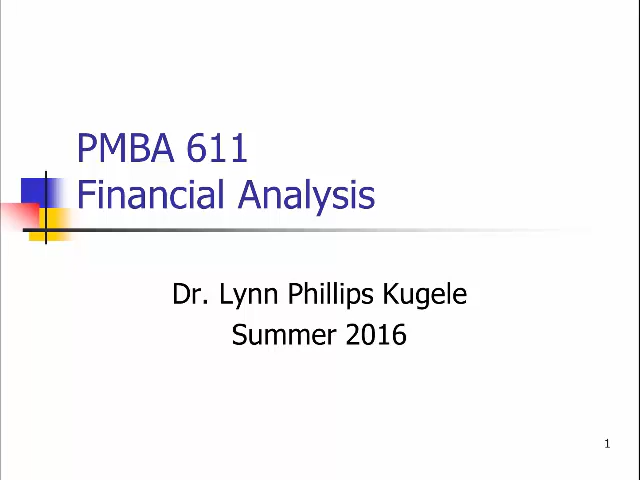 PMBA 611
Financial Analysis
Dr. Lynn Phillips Kugele
Summer 2016
1